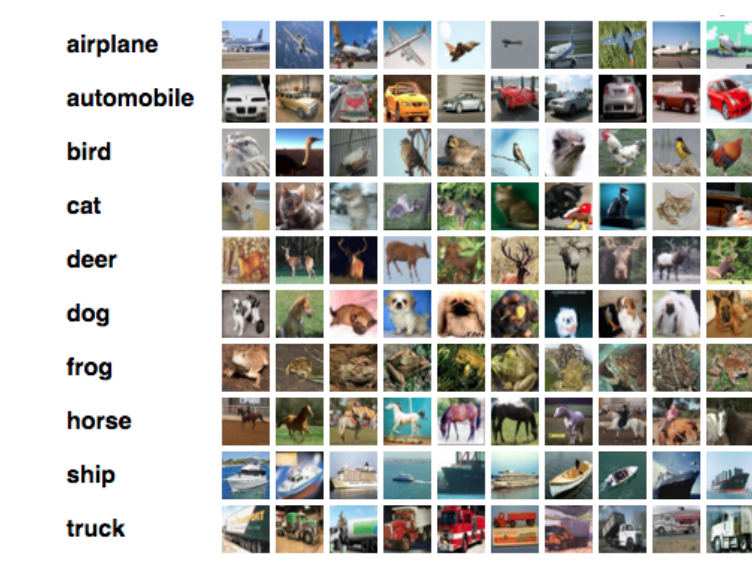 airplane
automobile
bird
cat
deer
dog
frog
horse
ship
truck